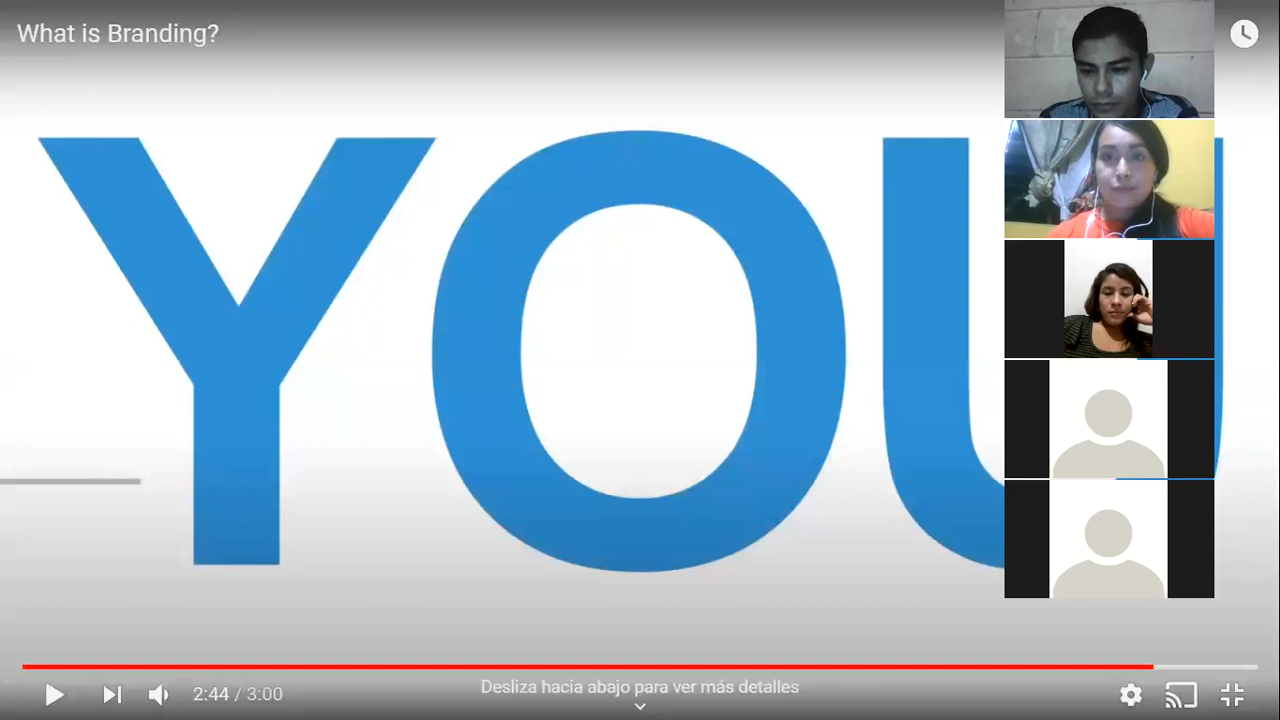 What is Branding?
YOU
2:44 / 3:00
Desliza hacia abajo para ver más detalles